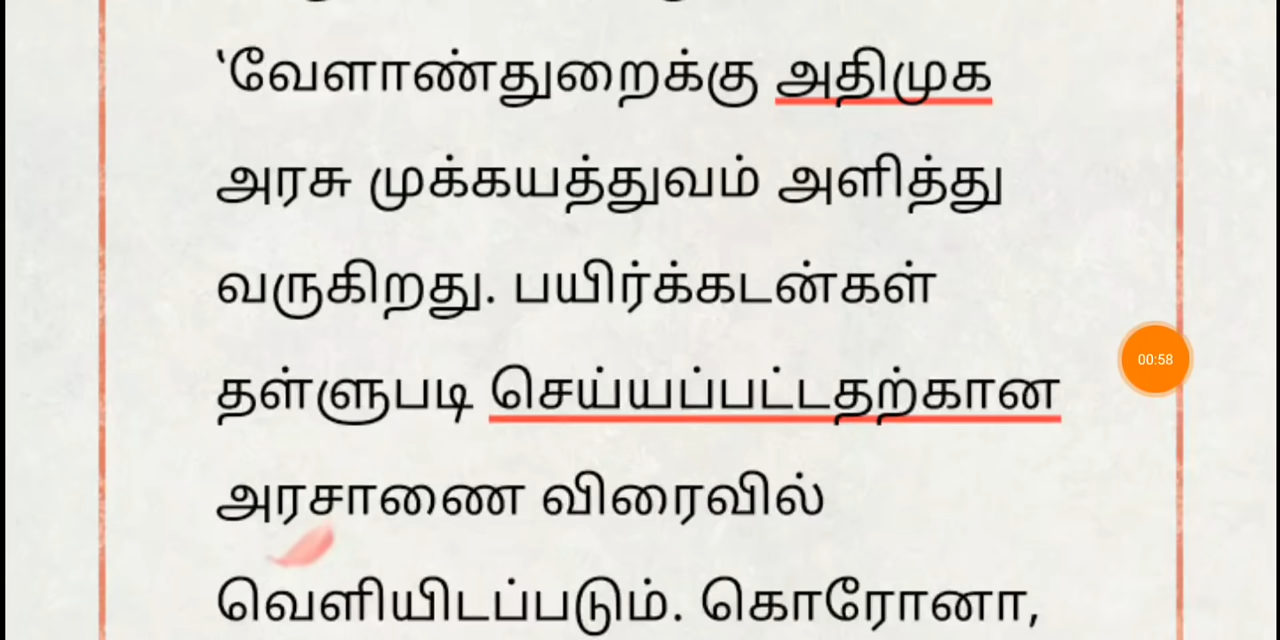 ‘வேளாண்துறைக்கு அதிமுக
அரசு முக்கயத்துவம் அளித்து
வருகிறது. பயிர்க்கடன்கள்
தள்ளுபடி செய்யப்பட்டதற்கான
00:58
அரசாணை விரைவில்
வெளியிடப்படும். கொரோனா,